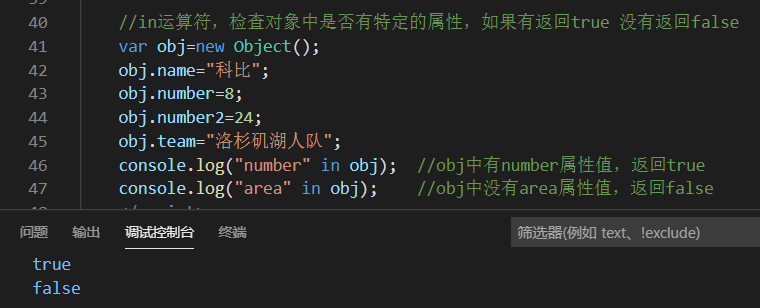 39
40 //in运算符，检查对象中是否有特定的属性，如果有返回true 没有返回false
41 var obj=new Object();
42 obj.name="科比";
43 obj.number=8;
44 obj.number2=24;
45 obj.team="洛杉矶湖人队";
46 console.log("number" in obj); //obj中有number属性值，返回true
47 console.log("area" in obj); //obj中没有area属性值，返回false
问题 输出 调试控制台 终端 筛选器(例如 text、!exclude)
true
false